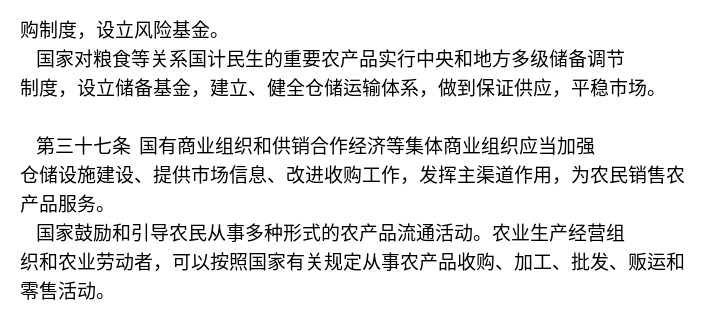 购制度，设立风险基金。
国家对粮食等关系国计民生的重要农产品实行中央和地方多级储备调节
制度，设立储备基金，建立、健全仓储运输体系，做到保证供应，平稳市场。
第三十七条 国有商业组织和供销合作经济等集体商业组织应当加强
仓储设施建设、提供市场信息、改进收购工作，发挥主渠道作用，为农民销售农
产品服务。
国家鼓励和引导农民从事多种形式的农产品流通活动。农业生产经营组
织和农业劳动者，可以按照国家有关规定从事农产品收购、加工、批发、贩运和
零售活动。